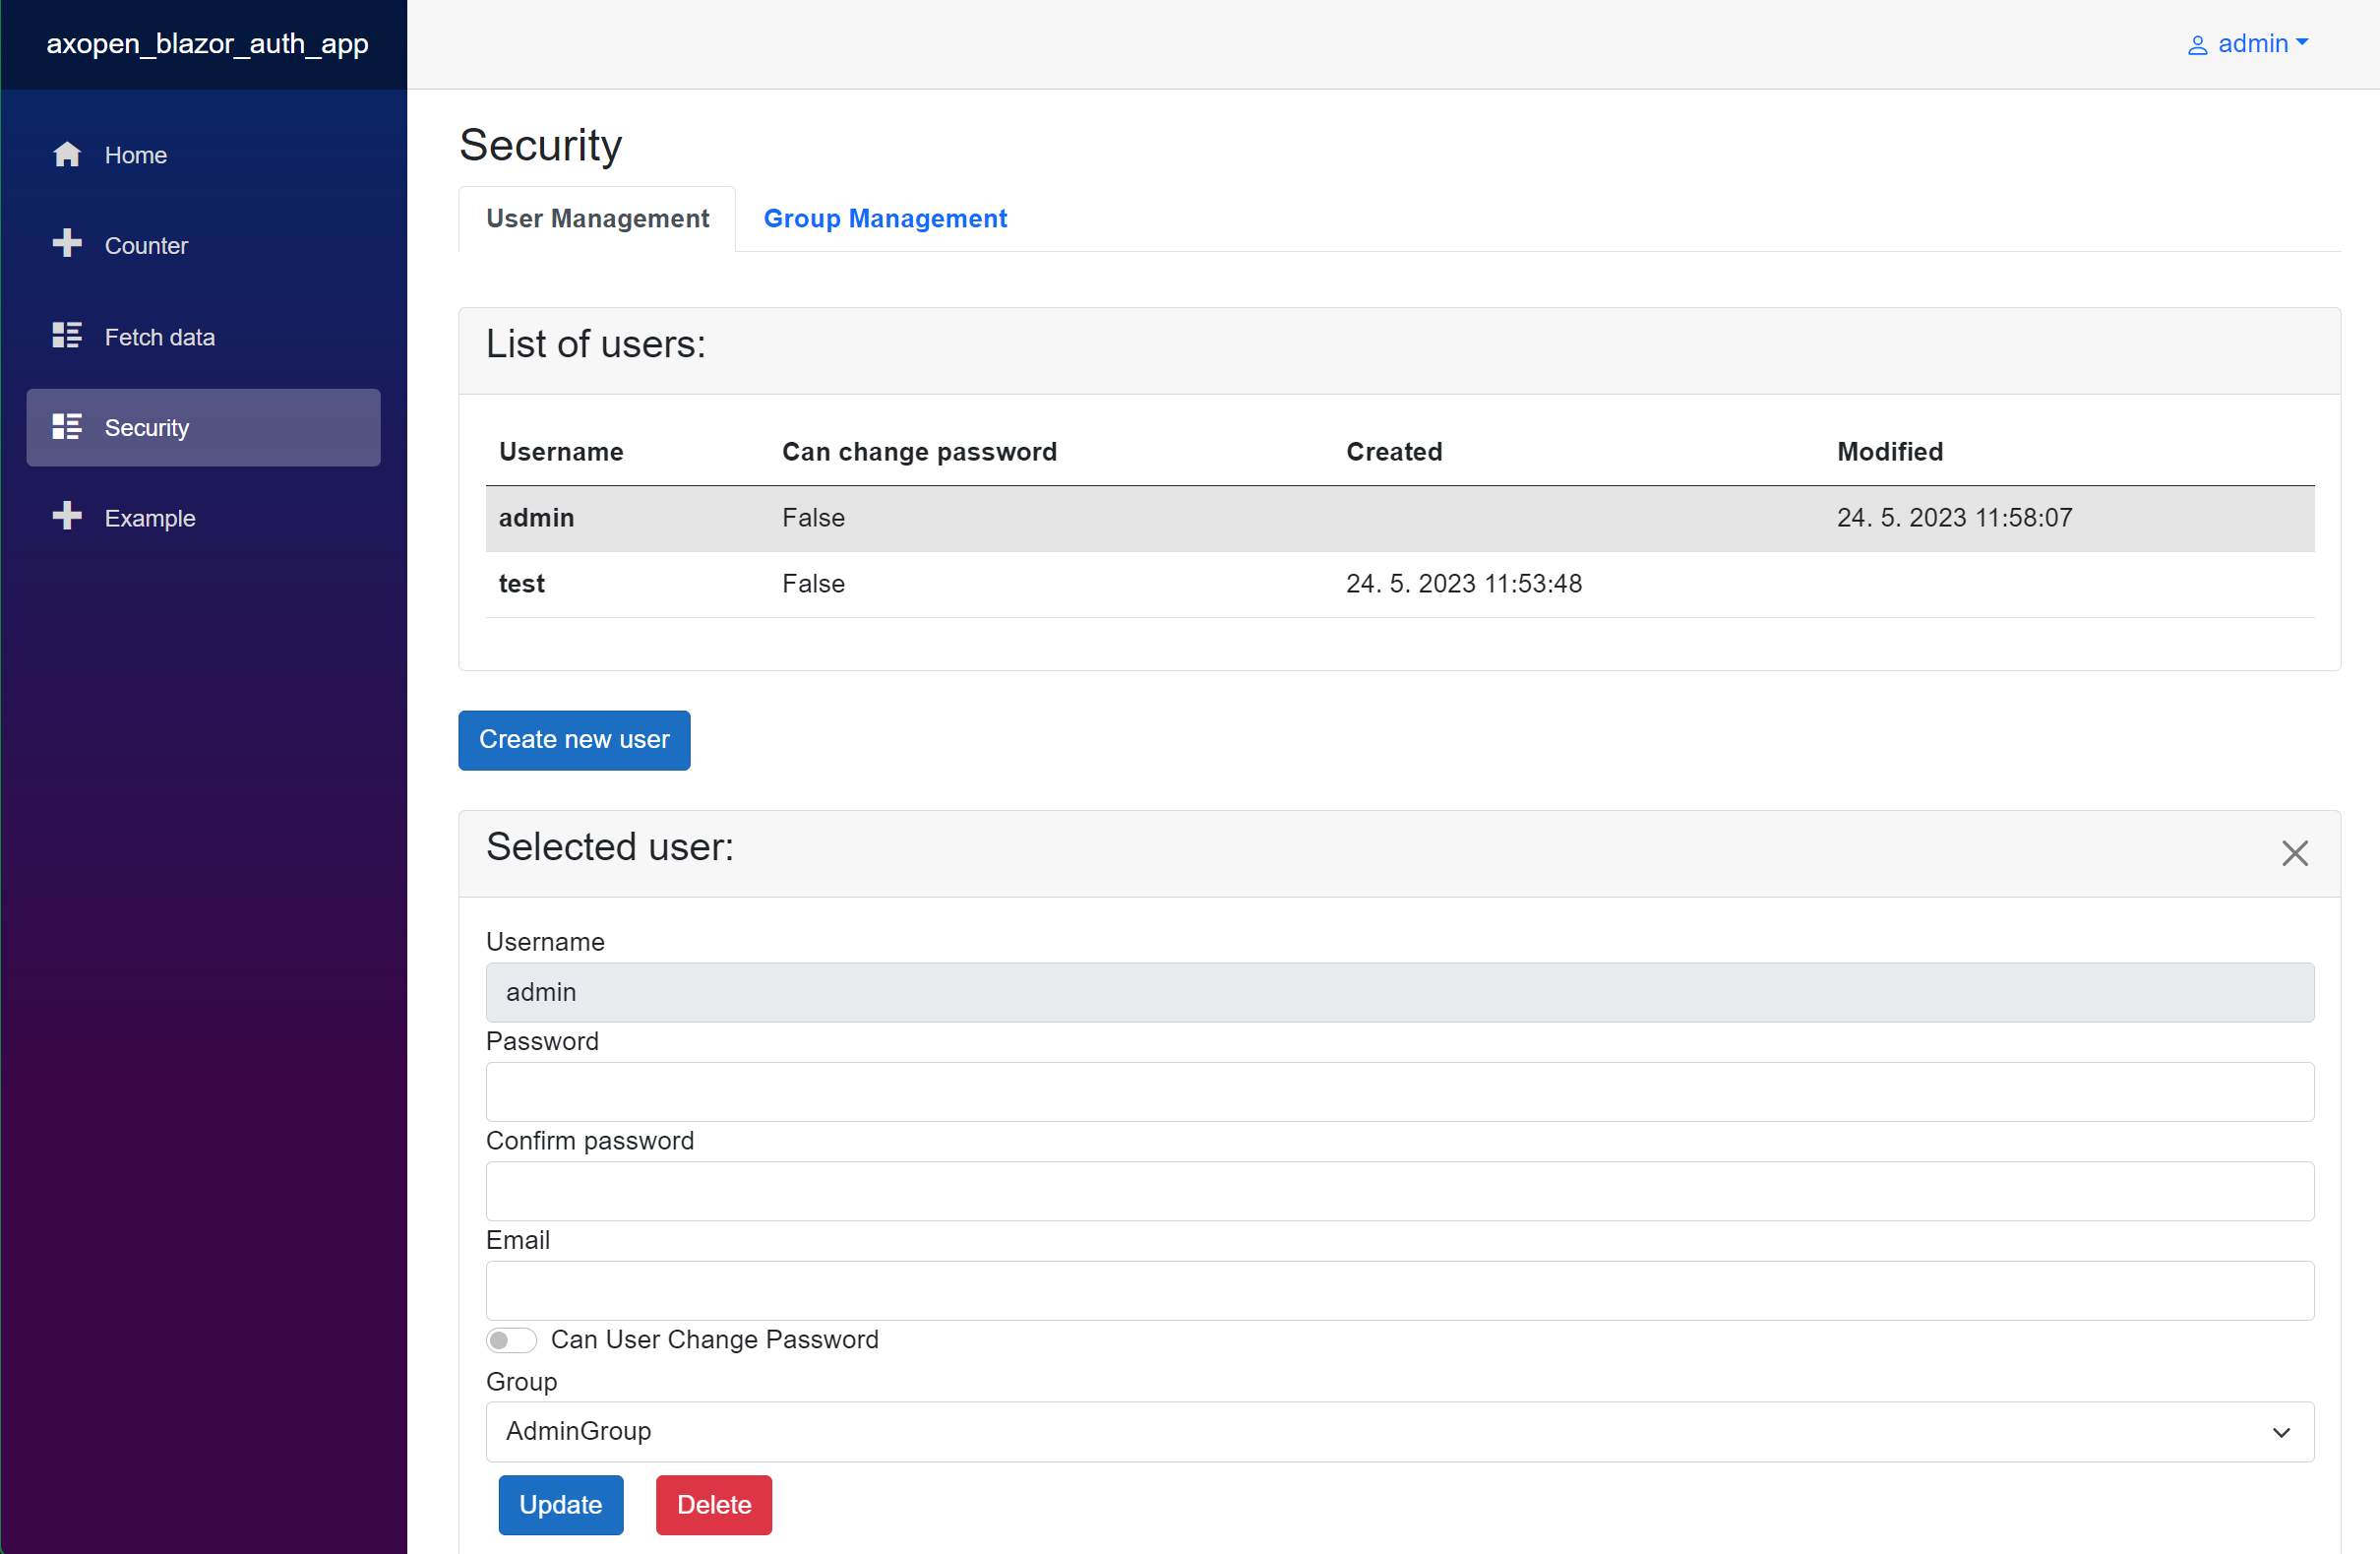 axopen_blazor_auth_app
admin
Home
Counter
Fetch data
Security
Example
Security
User Management Group Management
List of users:
Username Can change password Created Modified
admin False 24. 5. 2023 11:58:07
test False 24. 5. 2023 11:53:48
Create new user
Selected user:
Username
admin
Password
Confirm password
Email
Can User Change Password
Group
AdminGroup
Update Delete